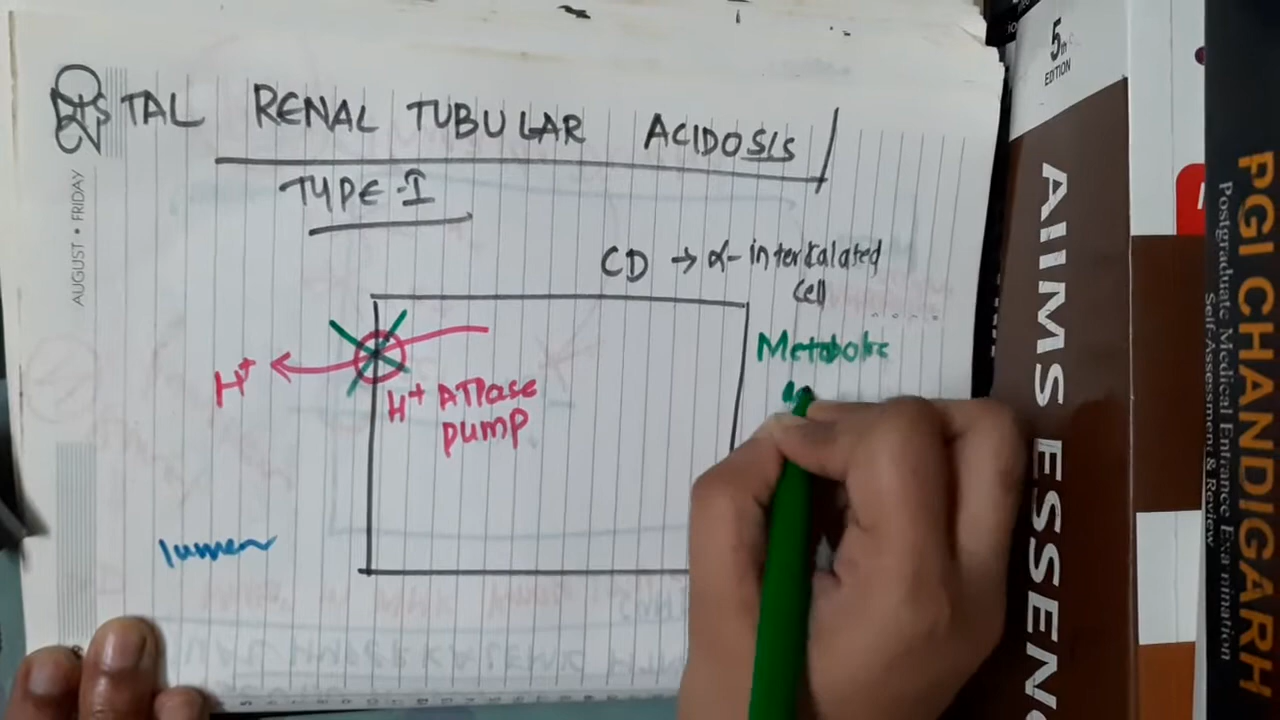 DISTAL RENAL TUBULAR ACIDOSIS
TYPE-I
AUGUST • FRIDAY
CD → α-intercalated
cell
Metabolic
H+
H+ ATPase
pump
lumen
5th
EDITION
AIIMS ESSEN
PGI CHANDIGARH
Postgraduate Medical Entrance Examination
Self-Assessment & Review